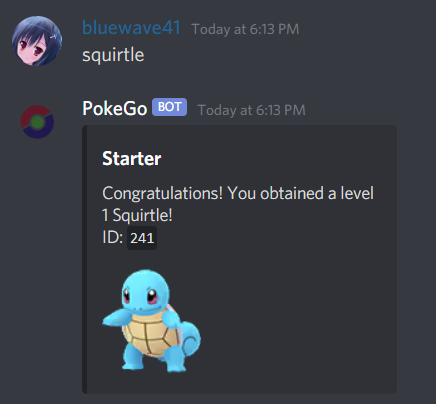 bluewave41 Today at 6:13 PM
squirtle
PokeGo BOT Today at 6:13 PM
Starter
Congratulations! You obtained a level
1 Squirtle!
ID: 241